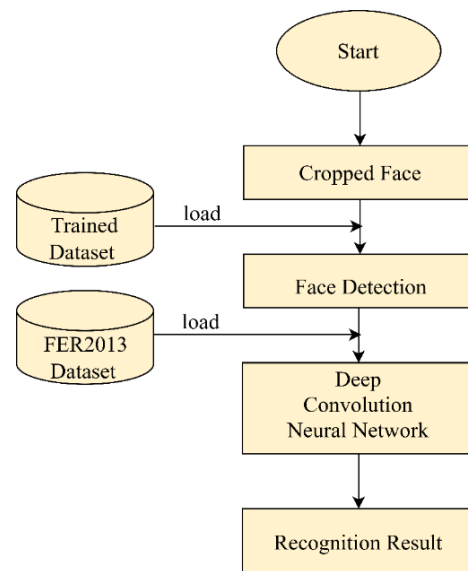 Start
Cropped Face
load
Trained
Dataset
Face Detection
load
FER2013
Dataset
Deep
Convolution
Neural Network
Recognition Result